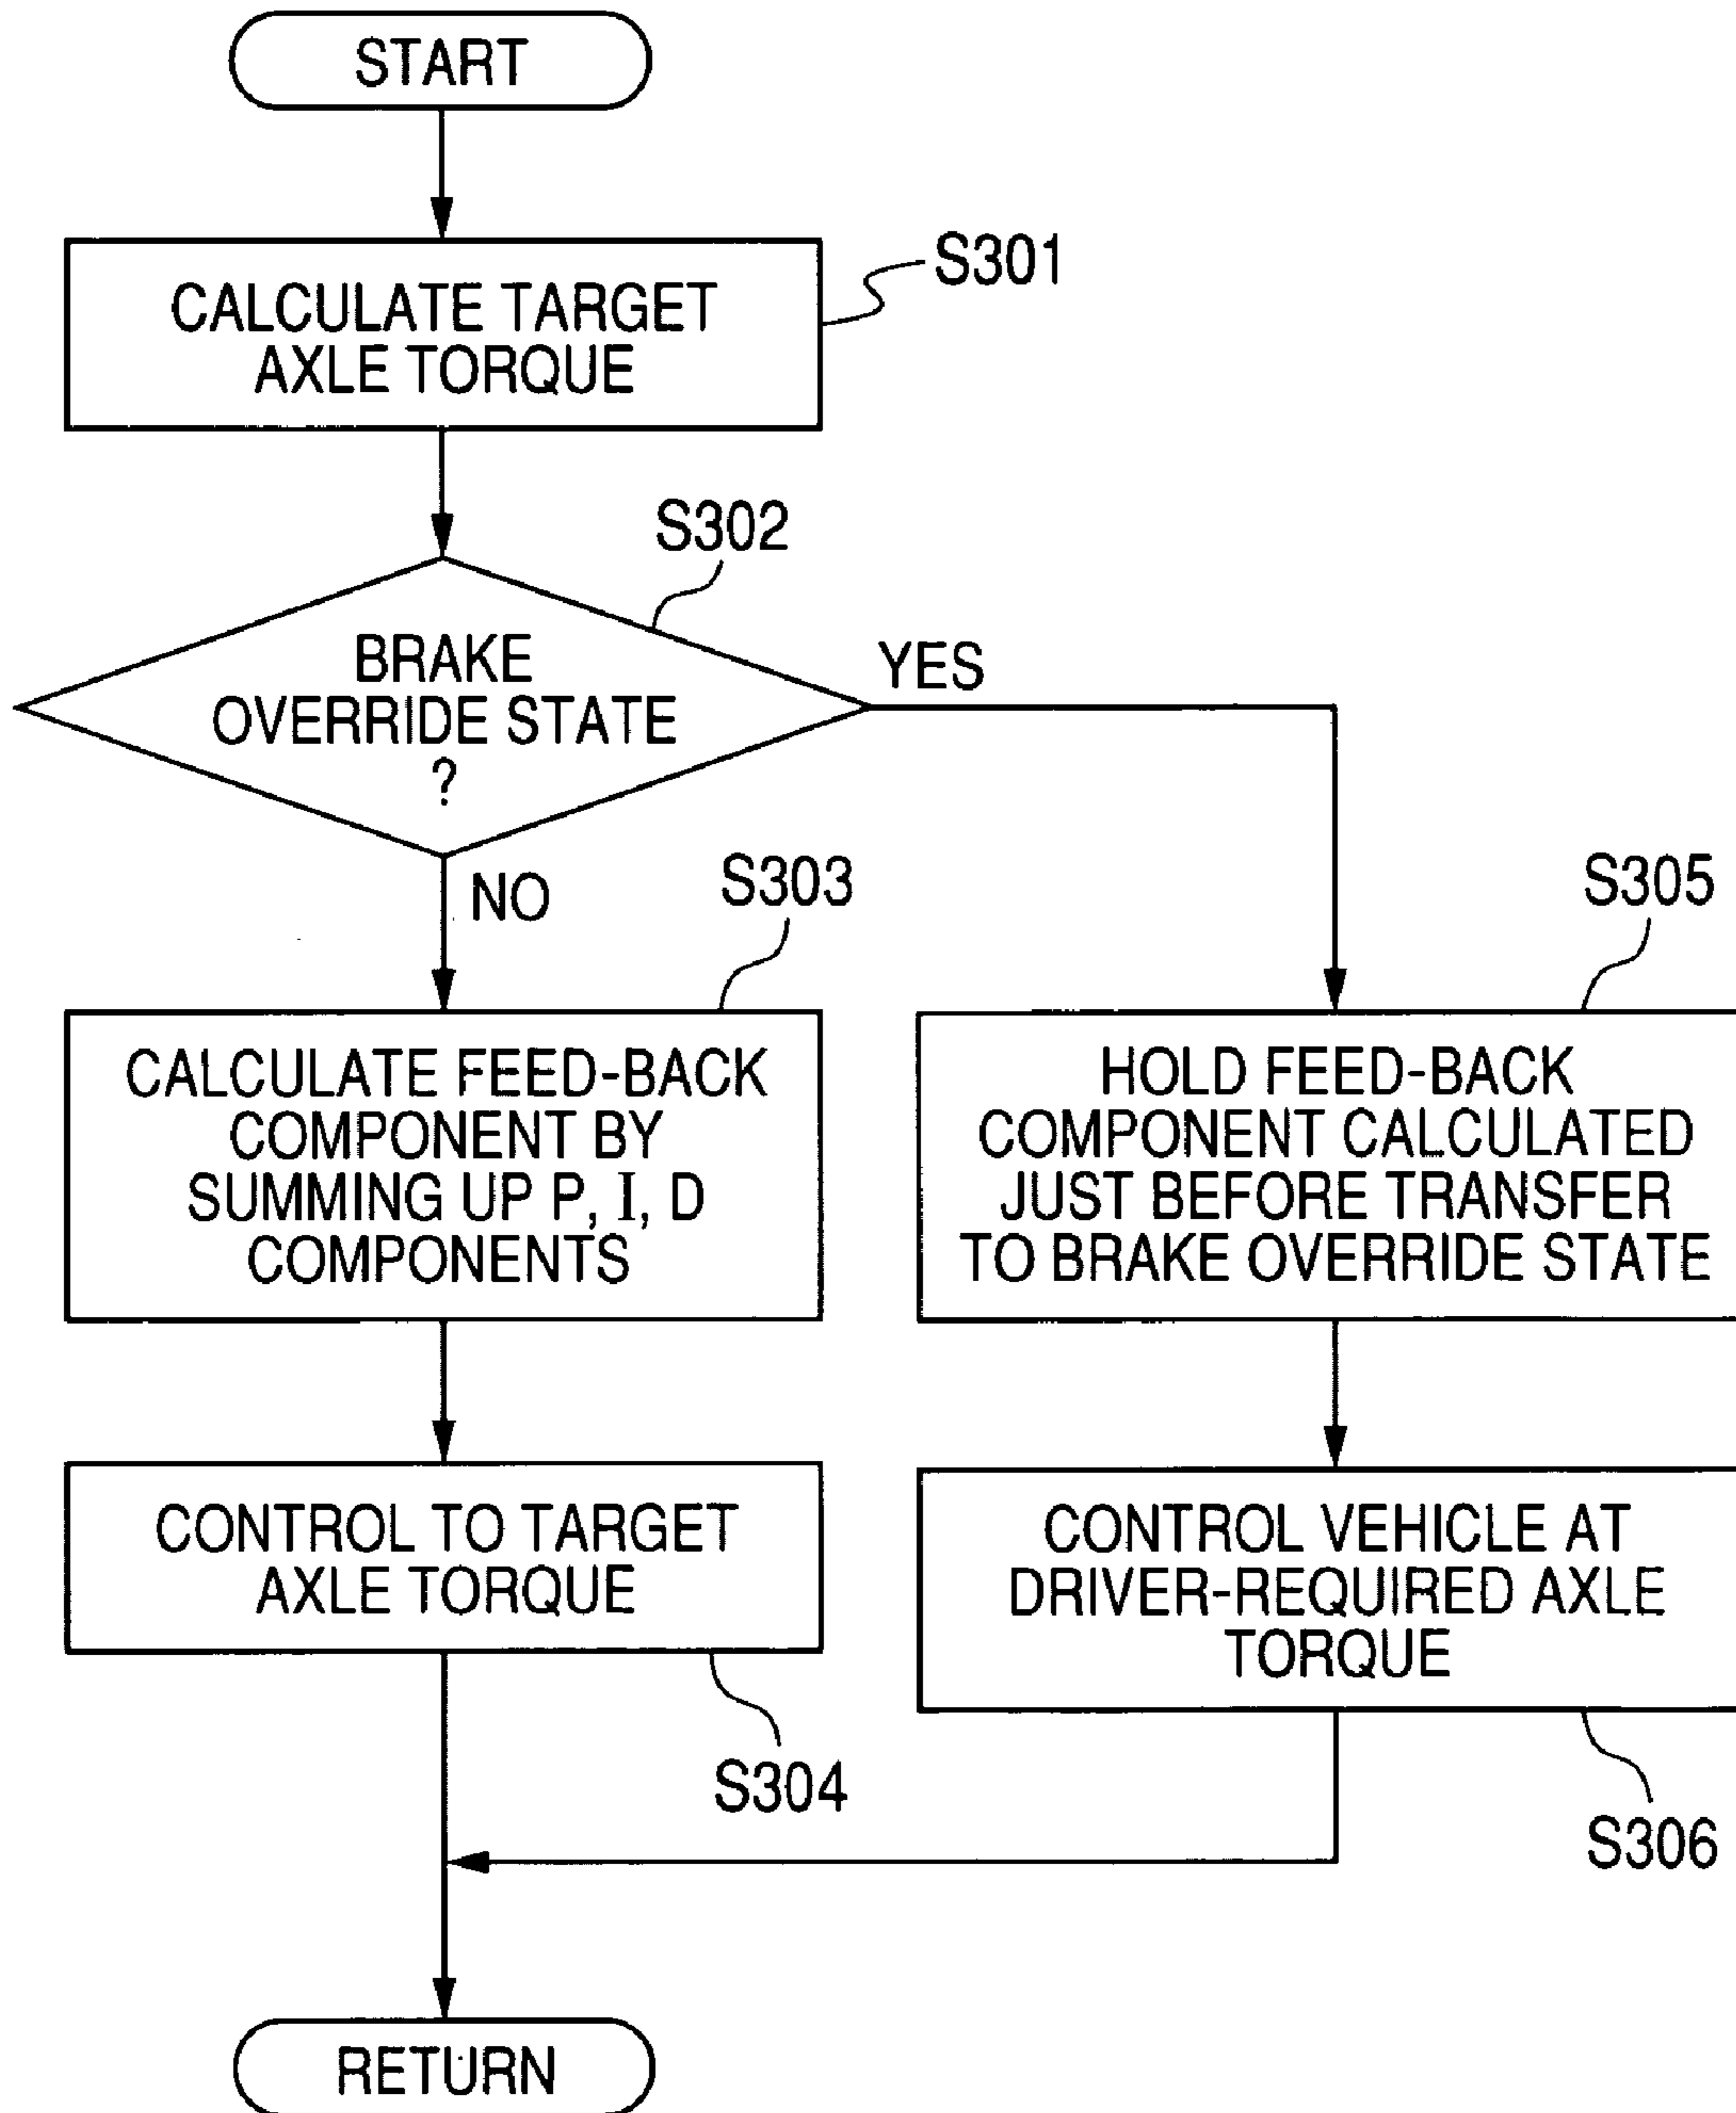 START
CALCULATE TARGET
AXLE TORQUE
S301
S302
BRAKE
OVERRIDE STATE
?
YES
NO
S303
CALCULATE FEED-BACK
COMPONENT BY
SUMMING UP P, I, D
COMPONENTS
S305
HOLD FEED-BACK
COMPONENT CALCULATED
JUST BEFORE TRANSFER
TO BRAKE OVERRIDE STATE
CONTROL TO TARGET
AXLE TORQUE
S304
CONTROL VEHICLE AT
DRIVER-REQUIRED AXLE
TORQUE
S306
RETURN